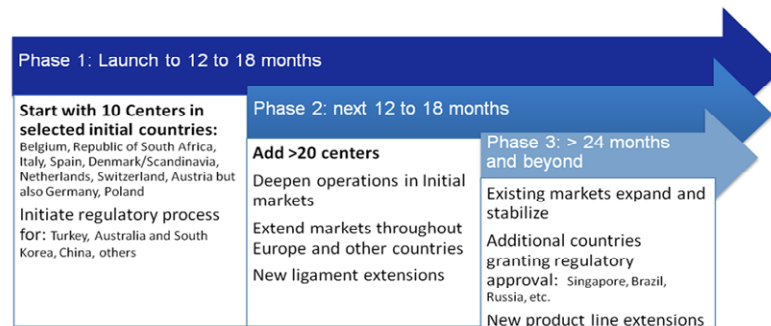 Phase 1: Launch to 12 to 18 months
Start with 10 Centers in
selected initial countries:
Belgium, Republic of South Africa,
Italy, Spain, Denmark/Scandinavia,
Netherlands, Switzerland, Austria but
also Germany, Poland
Initiate regulatory process
for: Turkey, Australia and South
Korea, China, others
Phase 2: next 12 to 18 months
Add >20 centers
Deepen operations in Initial
markets
Extend markets throughout
Europe and other countries
New ligament extensions
Phase 3: > 24 months
and beyond
Existing markets expand and
stabilize
Additional countries
granting regulatory
approval: Singapore, Brazil,
Russia, etc.
New product line extensions